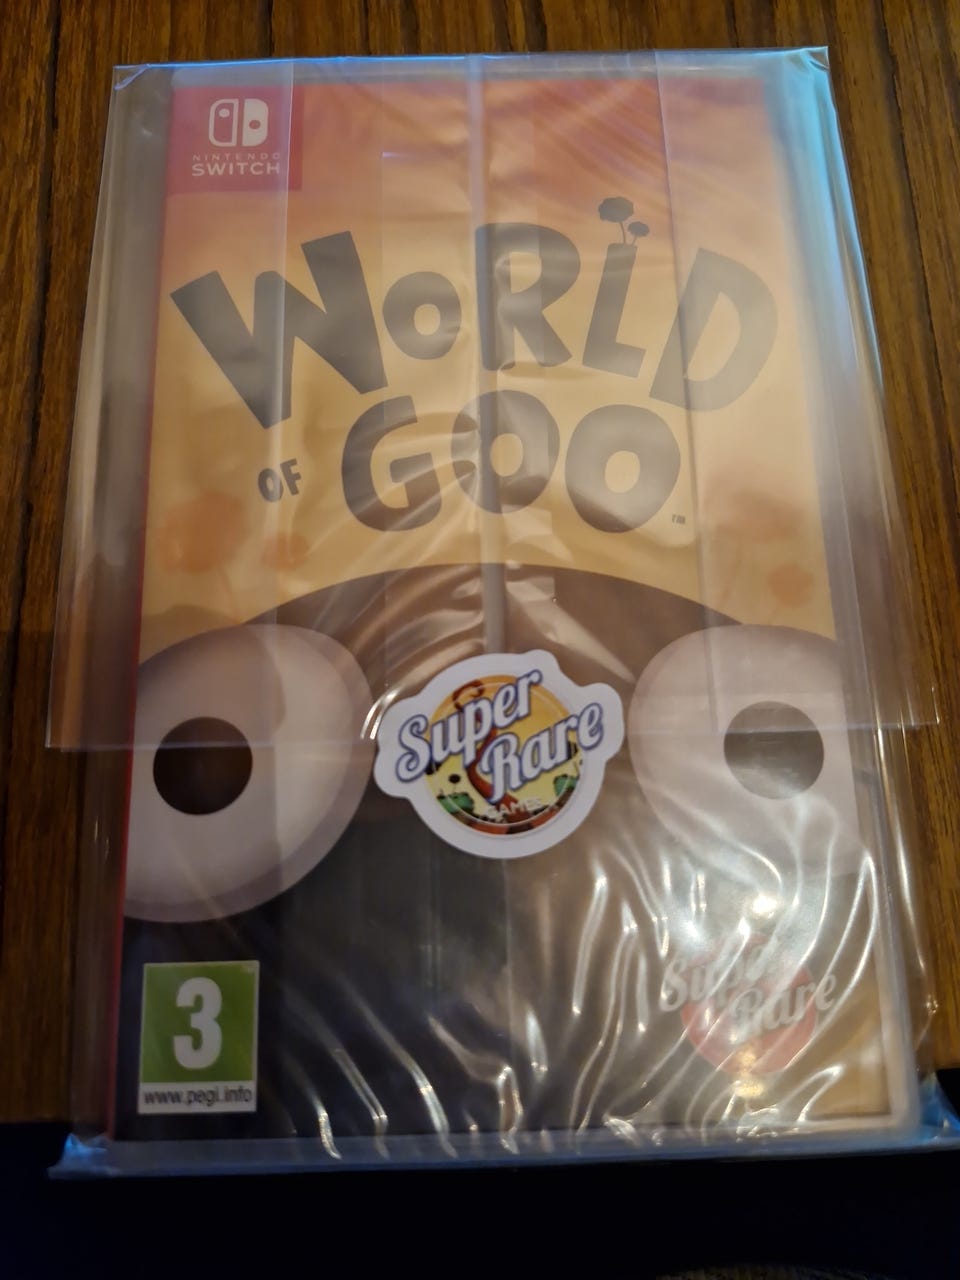 NINTENDO
SWITCH
WORLD
OF GOO
TM
Super
Rare
GAMES
Super
Rare
3
www.pegi.info